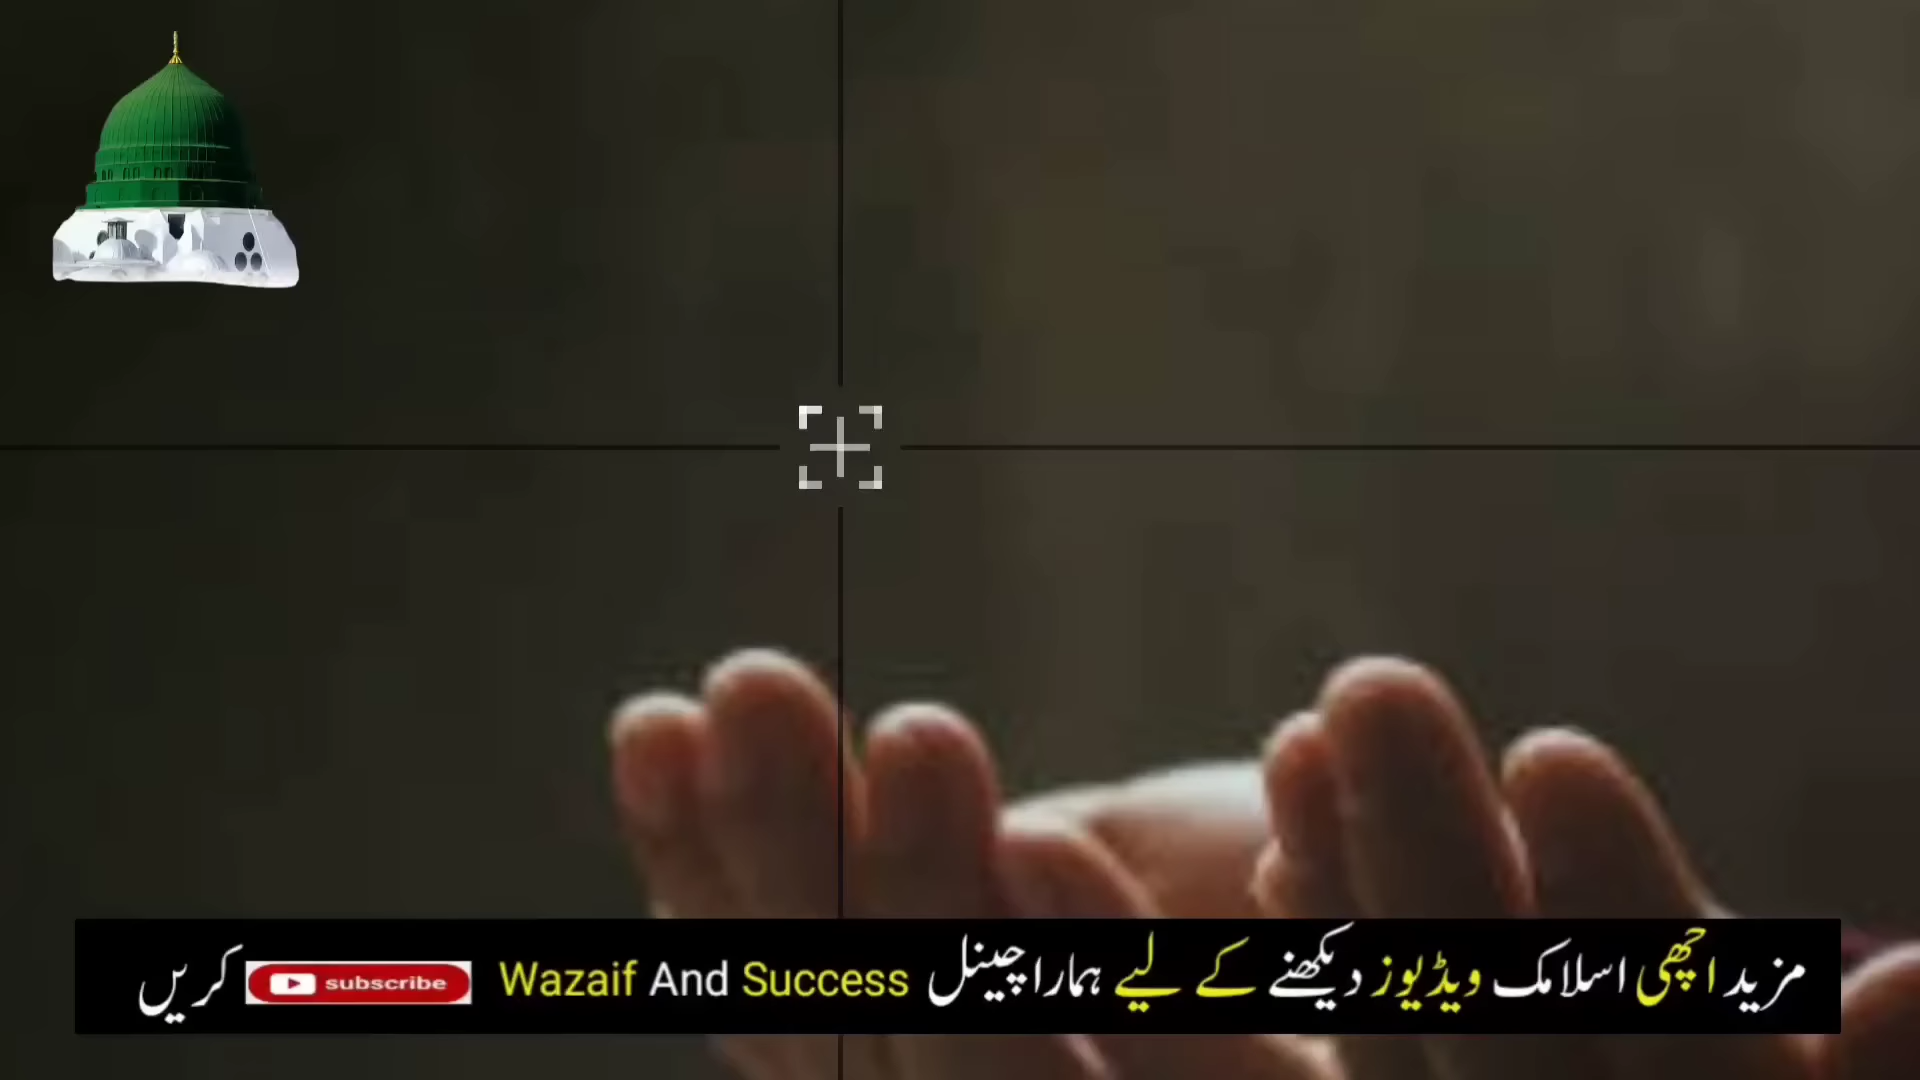 مزید اچھی اسلامک ویڈیوز دیکھنے کے لیے ہمارا چینل Wazaif And Success subscribe کریں